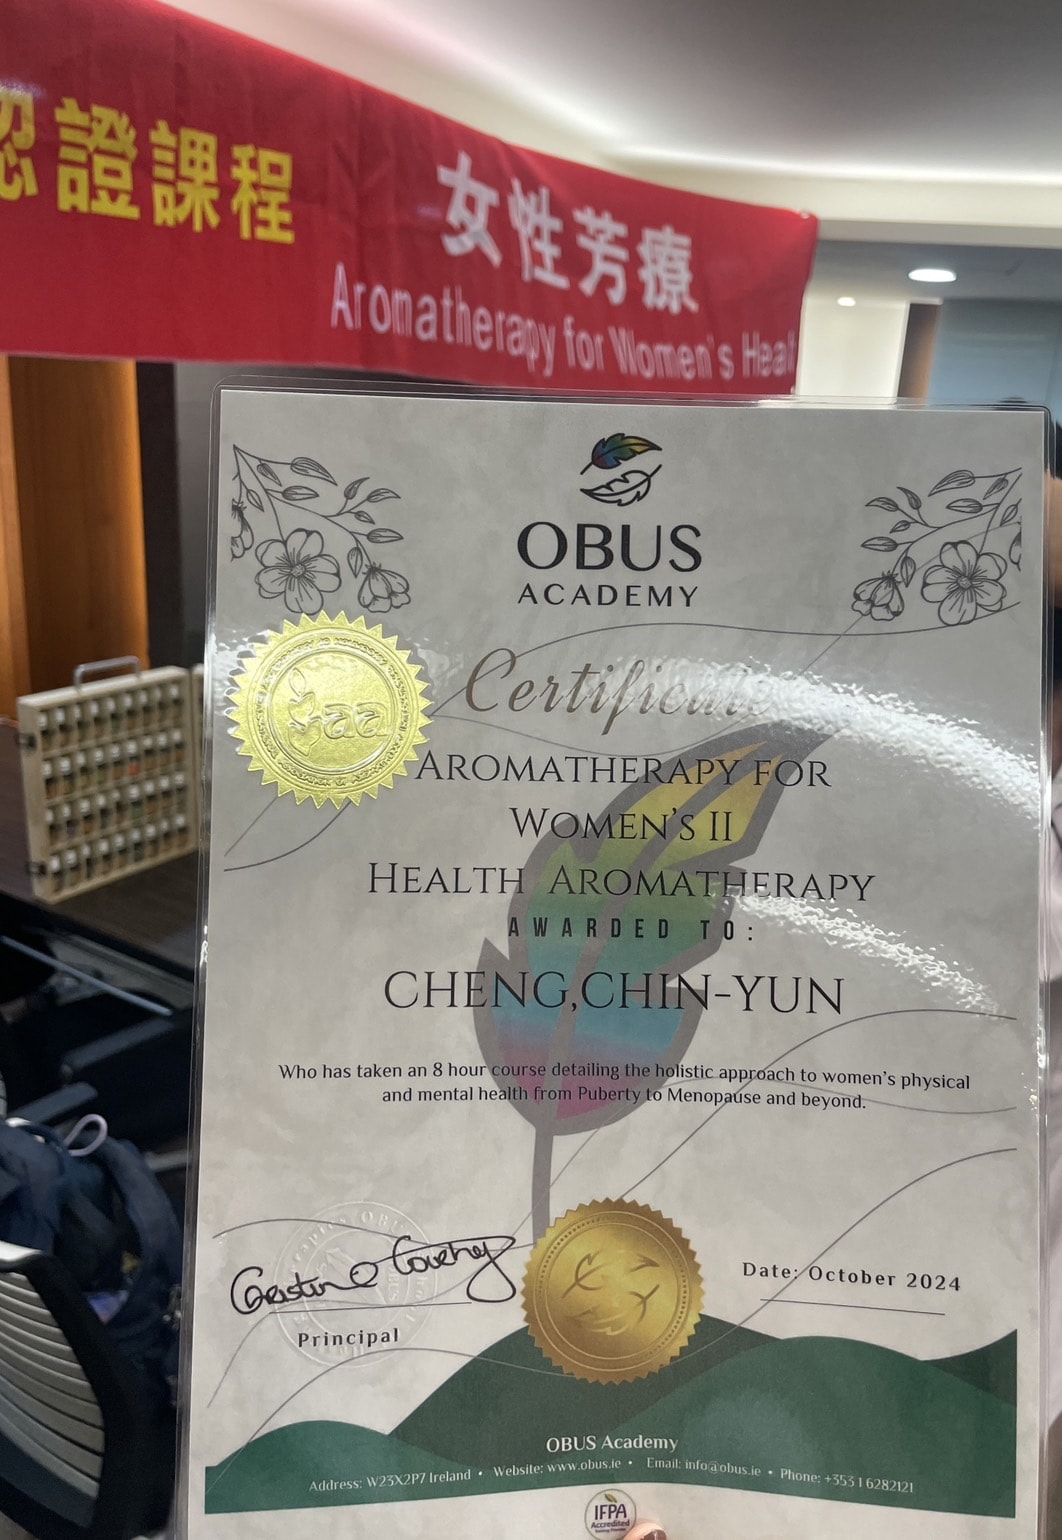 認證課程
女性芳療
Aromatherapy for Women's Heal
OBUS
ACADEMY
Certificate
AROMATHERAPY FOR
WOMEN'S II
HEALTH AROMATHERAPY
AWARDED TO:
CHENG,CHIN-YUN
aa
Who has taken an 8 hour course detailing the holistic approach to women's physical
and mental health from Puberty to Menopause and beyond.
Date: October 2024
Principal
OBUS Academy
Address: W23X2P7 Ireland • Website: www.obus.ie • Email: info@obus.ie • Phone: +353 1 6282121
IFPA
Accredited